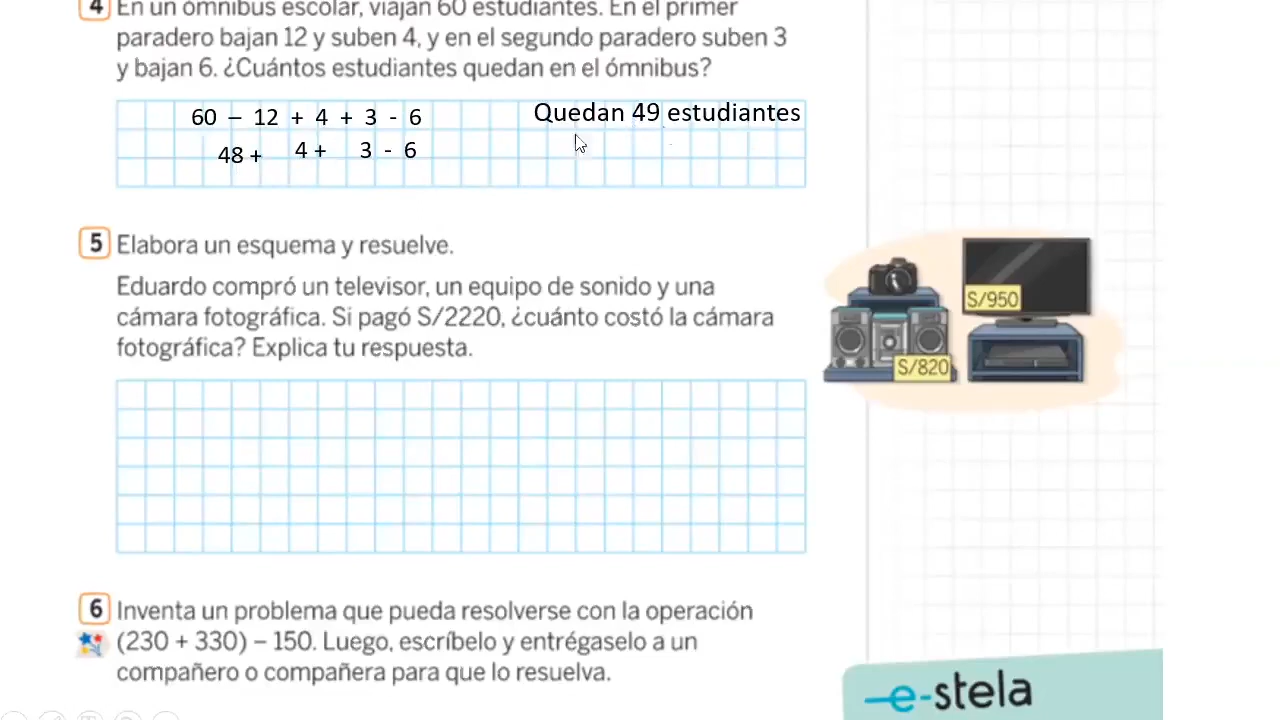 4 En un ómnibus escolar, viajan 60 estudiantes. En el primer
paradero bajan 12 y suben 4, y en el segundo paradero suben 3
y bajan 6. ¿Cuántos estudiantes quedan en el ómnibus?
60 – 12 + 4 + 3 - 6
Quedan 49 estudiantes
48 + 4 + 3 - 6
5 Elabora un esquema y resuelve.
Eduardo compró un televisor, un equipo de sonido y una
cámara fotográfica. Si pagó S/2220, ¿cuánto costó la cámara
fotográfica? Explica tu respuesta.
S/950
S/820
6 Inventa un problema que pueda resolverse con la operación
(230 + 330) – 150. Luego, escríbelo y entrégaselo a un
compañero o compañera para que lo resuelva.
e-stela